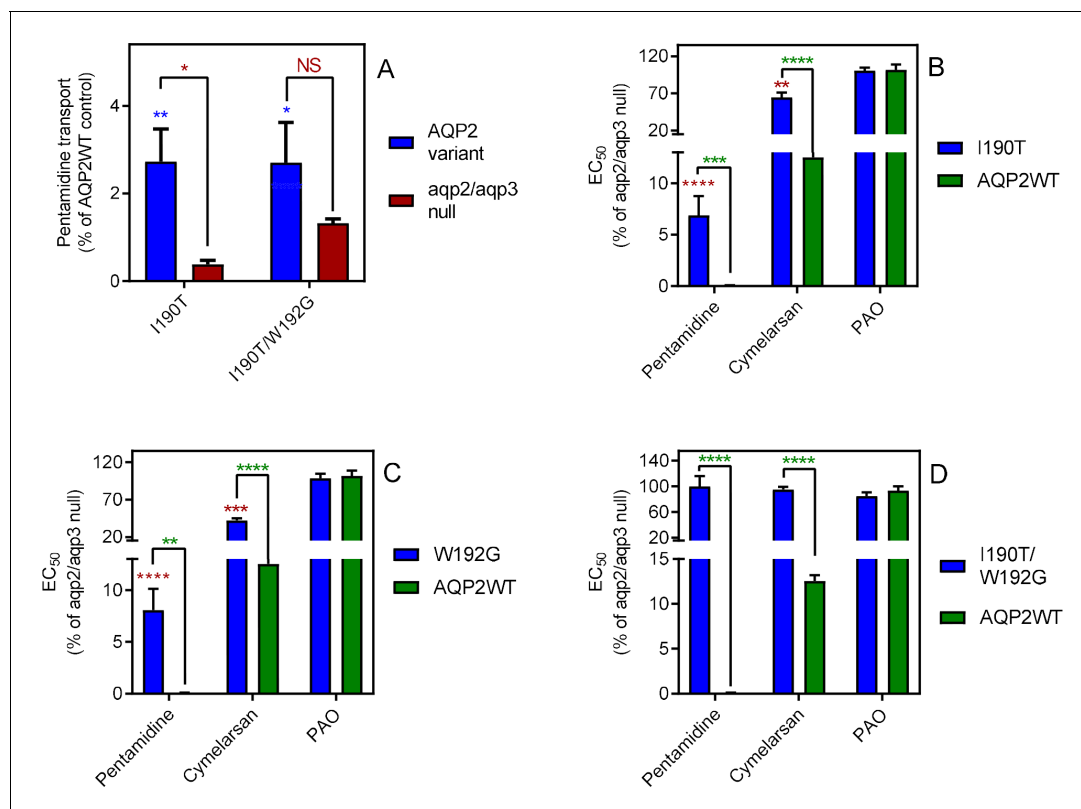 A
Pentamidine transport
(% of AQP2WT control)
4
2
0
*
**
NS
*
I190T
I190T/W192G
AQP2
variant
aqp2/aqp3
null
B
EC50
(% of aqp2/aqp3 null)
120
70
20
10
5
0
****
***
**
****
Pentamidine
Cymelarsan
PAO
I190T
AQP2WT
C
EC50
(% of aqp2/aqp3 null)
120
70
20
10
5
0
****
**
***
****
Pentamidine
Cymelarsan
PAO
W192G
AQP2WT
D
EC50
(% of aqp2/aqp3 null)
140
100
60
20
15
10
5
0
****
****
Pentamidine
Cymelarsan
PAO
I190T/
W192G
AQP2WT